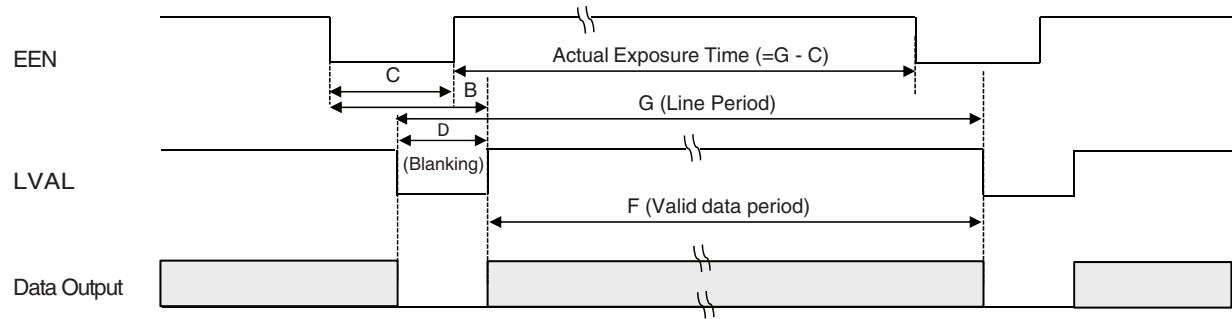 EEN
Actual Exposure Time (=G - C)
C
B
G (Line Period)
D
(Blanking)
LVAL
F (Valid data period)
Data Output